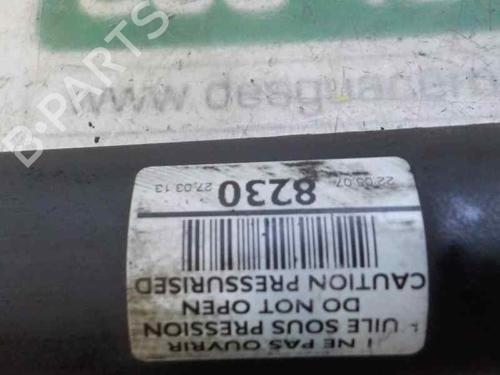 ! NE PAS OUVRIR
UILE SOUS PRESSION
DO NOT OPEN
CAUTION PRESSURISED
8230
27.03.13
22.05.07
www.desguace
B-PARTS